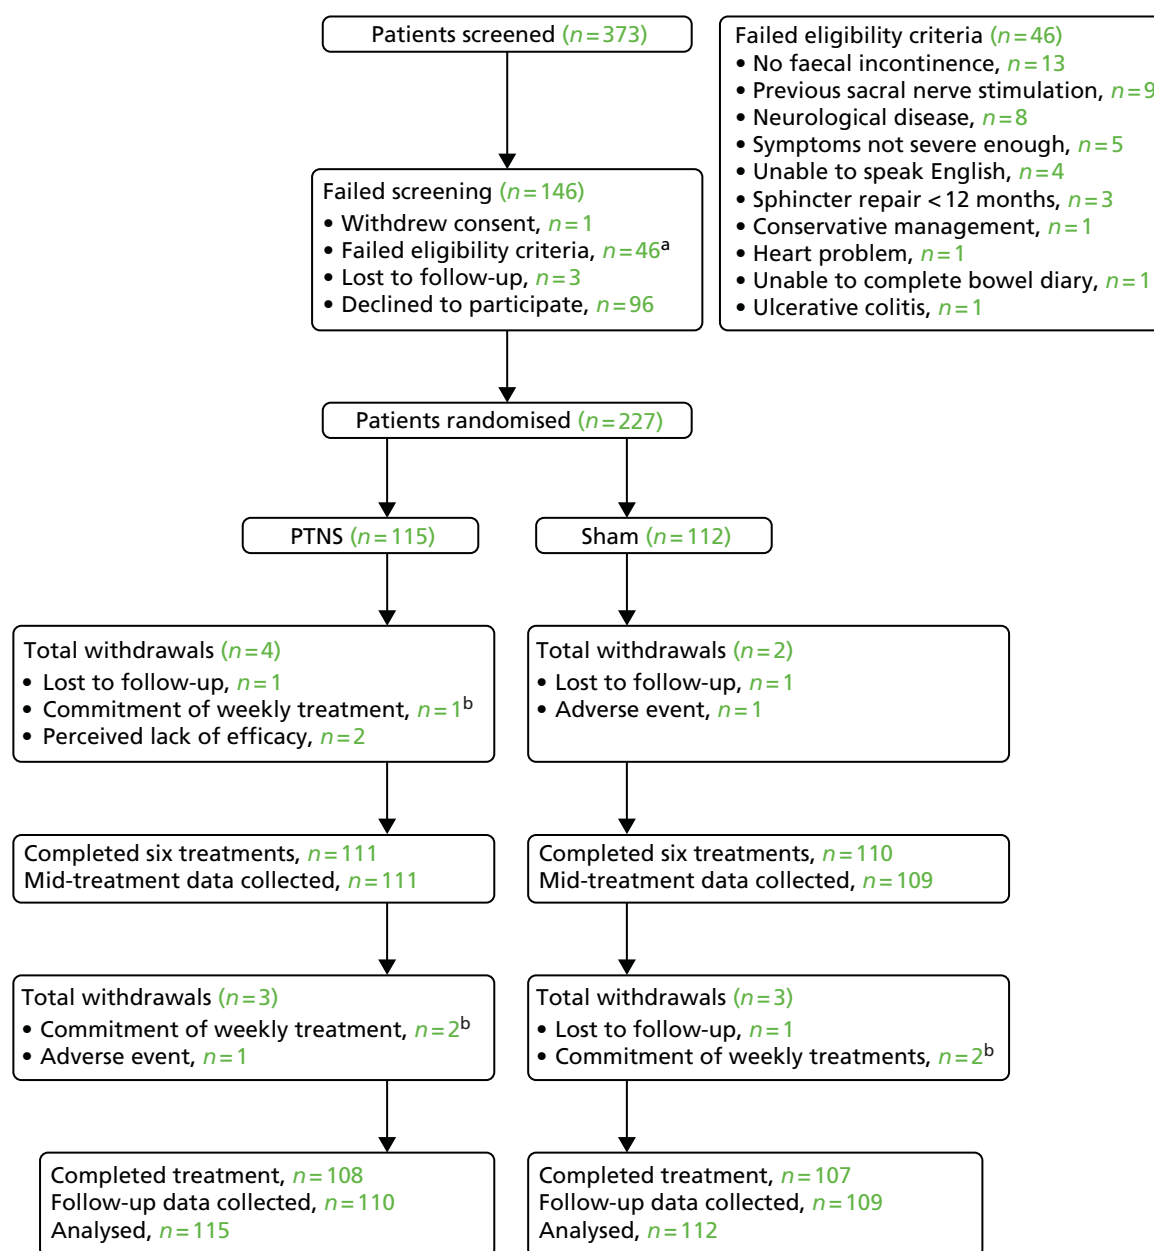 Patients screened (n=373)
Failed eligibility criteria (n=46)
• No faecal incontinence, n=13
• Previous sacral nerve stimulation, n=9
• Neurological disease, n=8
• Symptoms not severe enough, n=5
• Unable to speak English, n=4
• Sphincter repair <12 months, n=3
• Conservative management, n=1
• Heart problem, n=1
• Unable to complete bowel diary, n=1
• Ulcerative colitis, n=1
Failed screening (n=146)
• Withdrew consent, n=1
• Failed eligibility criteria, n=46a
• Lost to follow-up, n=3
• Declined to participate, n=96
Patients randomised (n=227)
PTNS (n=115)
Sham (n=112)
Total withdrawals (n=4)
• Lost to follow-up, n=1
• Commitment of weekly treatment, n=1b
• Perceived lack of efficacy, n=2
Total withdrawals (n=2)
• Lost to follow-up, n=1
• Adverse event, n=1
Completed six treatments, n=111
Mid-treatment data collected, n=111
Completed six treatments, n=110
Mid-treatment data collected, n=109
Total withdrawals (n=3)
• Commitment of weekly treatment, n=2b
• Adverse event, n=1
Total withdrawals (n=3)
• Lost to follow-up, n=1
• Commitment of weekly treatments, n=2b
Completed treatment, n=108
Follow-up data collected, n=110
Analysed, n=115
Completed treatment, n=107
Follow-up data collected, n=109
Analysed, n=112